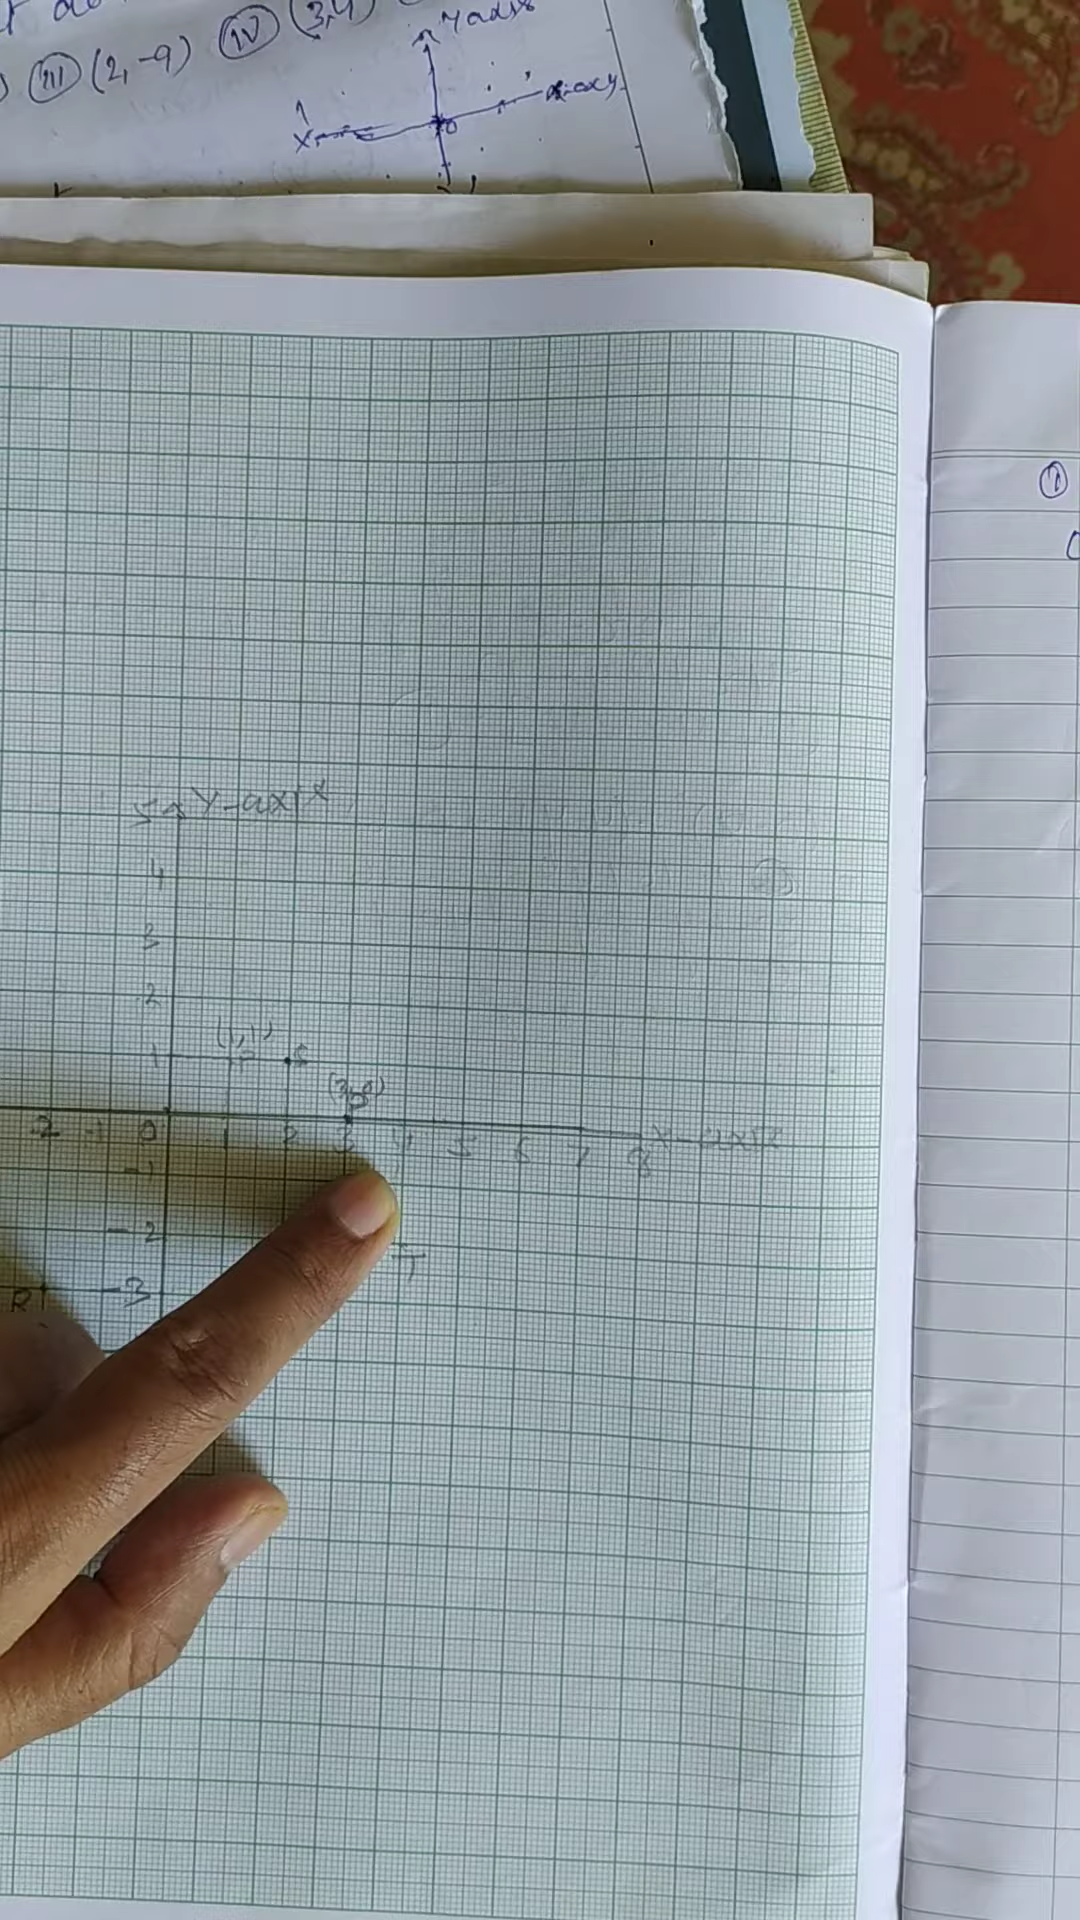 (III) (2,-9) (IV) (3,4)
Y axis
X
0
(1)
5 Y-axis
4
3
2
(1,1)
1 P S
(3,0)
-2 -1 0 1 2 3 4 5 6 7 8 X-axis
-1
-2
T
R -3